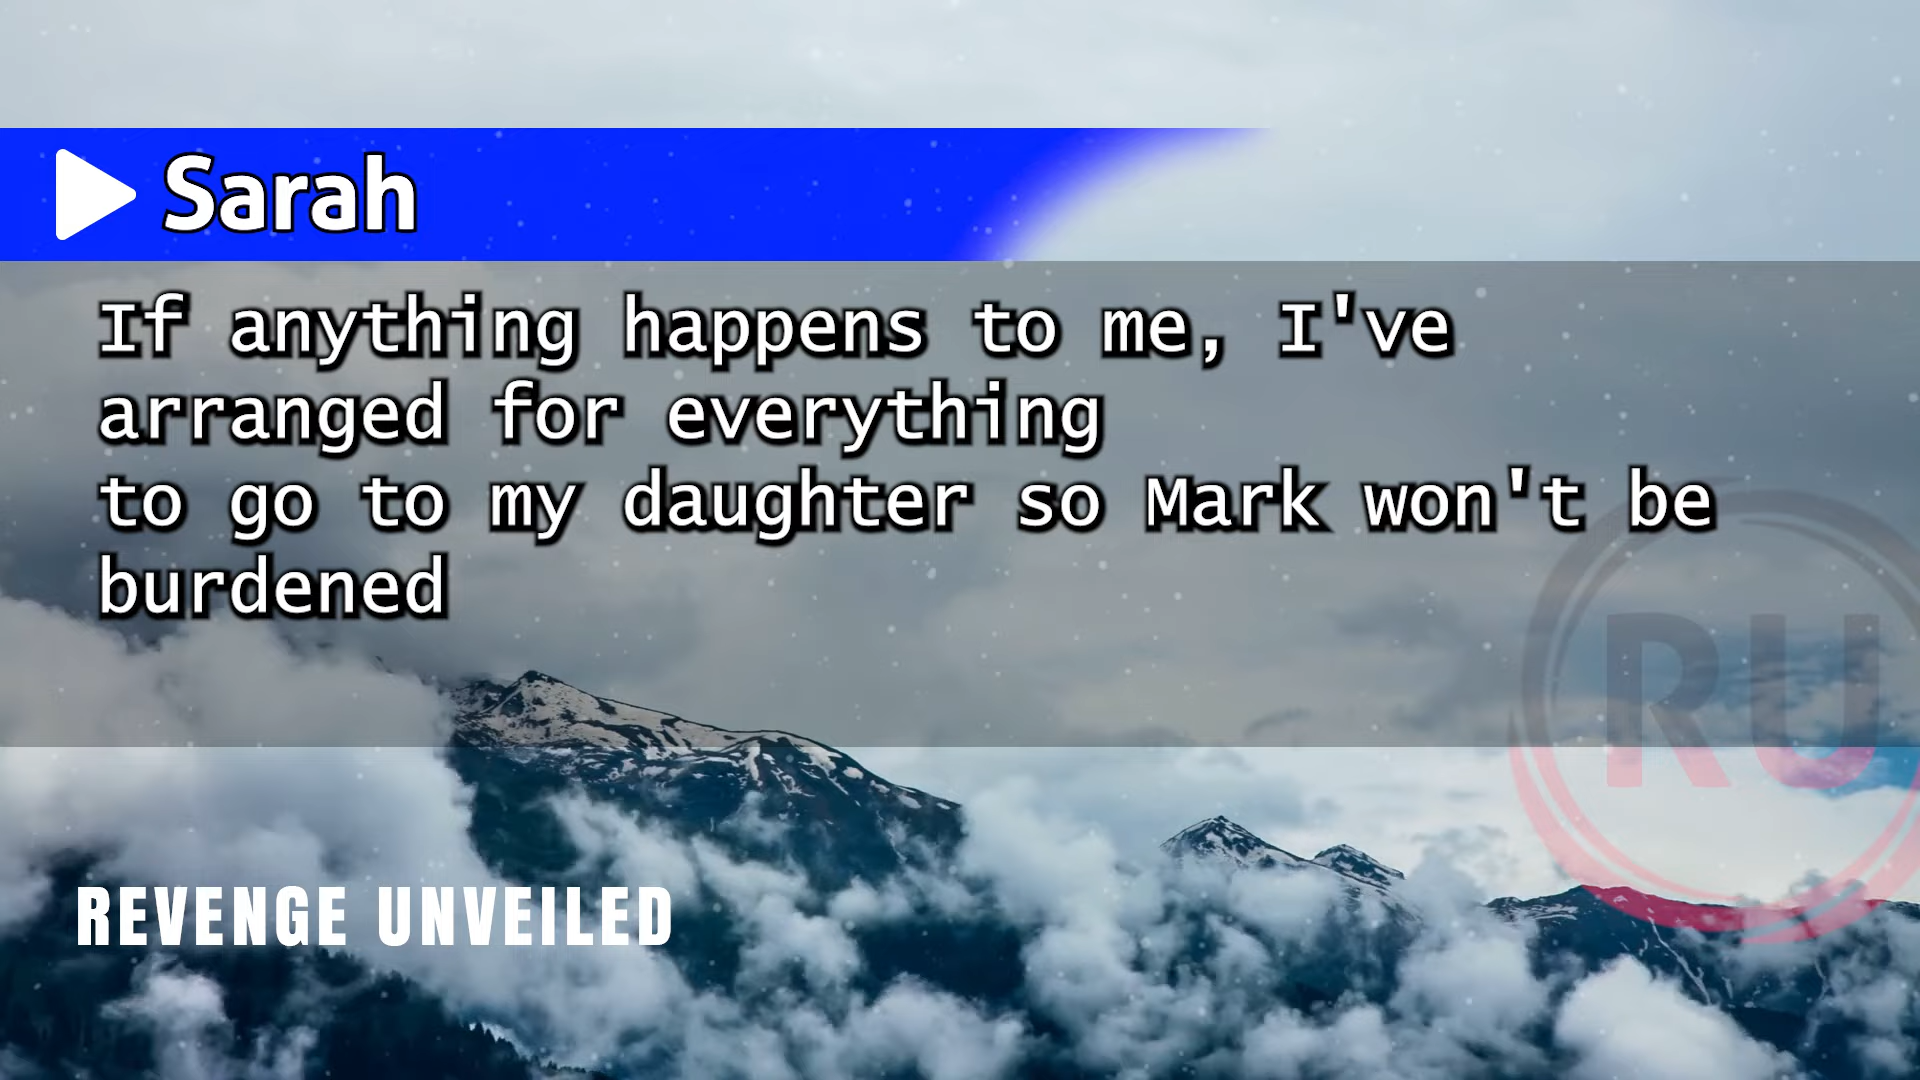 Sarah
If anything happens to me, I've
arranged for everything
to go to my daughter so Mark won't be
burdened
RU
REVENGE UNVEILED